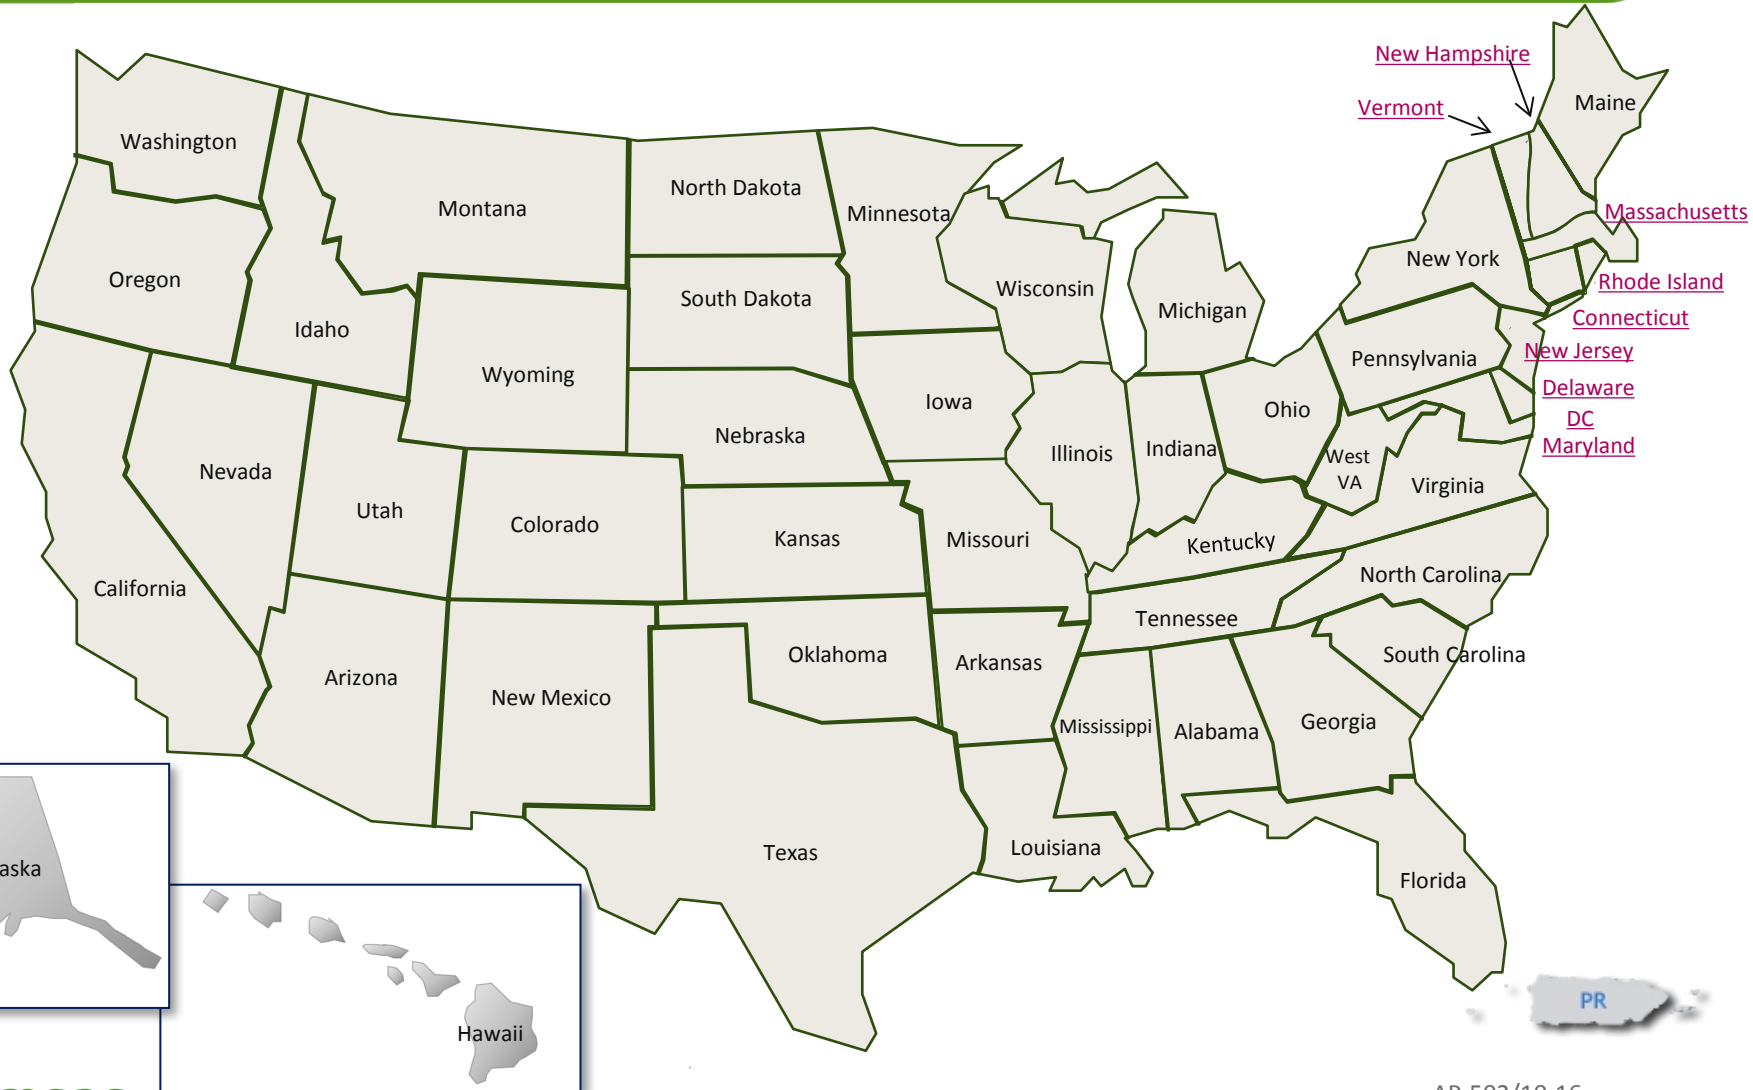 New Hampshire
Vermont
Maine
Washington
Montana
North Dakota
Minnesota
Massachusetts
Oregon
Idaho
South Dakota
Wisconsin
Michigan
New York
Rhode Island
Connecticut
Wyoming
Pennsylvania
New Jersey
Delaware
DC
Maryland
Iowa
Ohio
Nebraska
Illinois
Indiana
West
VA
Virginia
Nevada
Utah
Colorado
Kansas
Missouri
Kentucky
California
North Carolina
Tennessee
Oklahoma
Arkansas
South Carolina
Arizona
New Mexico
Mississippi
Alabama
Georgia
Texas
Louisiana
Florida
aska
Hawaii
PR